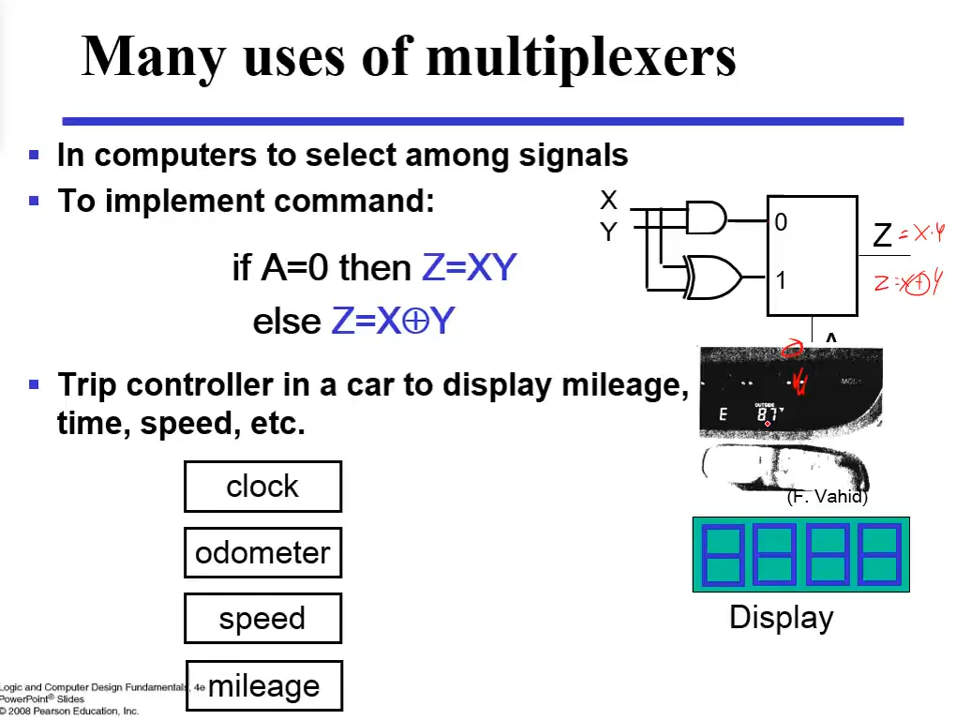 Many uses of multiplexers
▪ In computers to select among signals
▪ To implement command:
if A=0 then Z=XY
else Z=X⊕Y
X
Y
0
1
Z = X·Y
Z=X⊕Y
A
▪ Trip controller in a car to display mileage,
time, speed, etc.
OUTSIDE
E 87
(F. Vahid)
clock
odometer
speed
mileage
Display
Logic and Computer Design Fundamentals, 4e
PowerPoint® Slides
© 2008 Pearson Education, Inc.